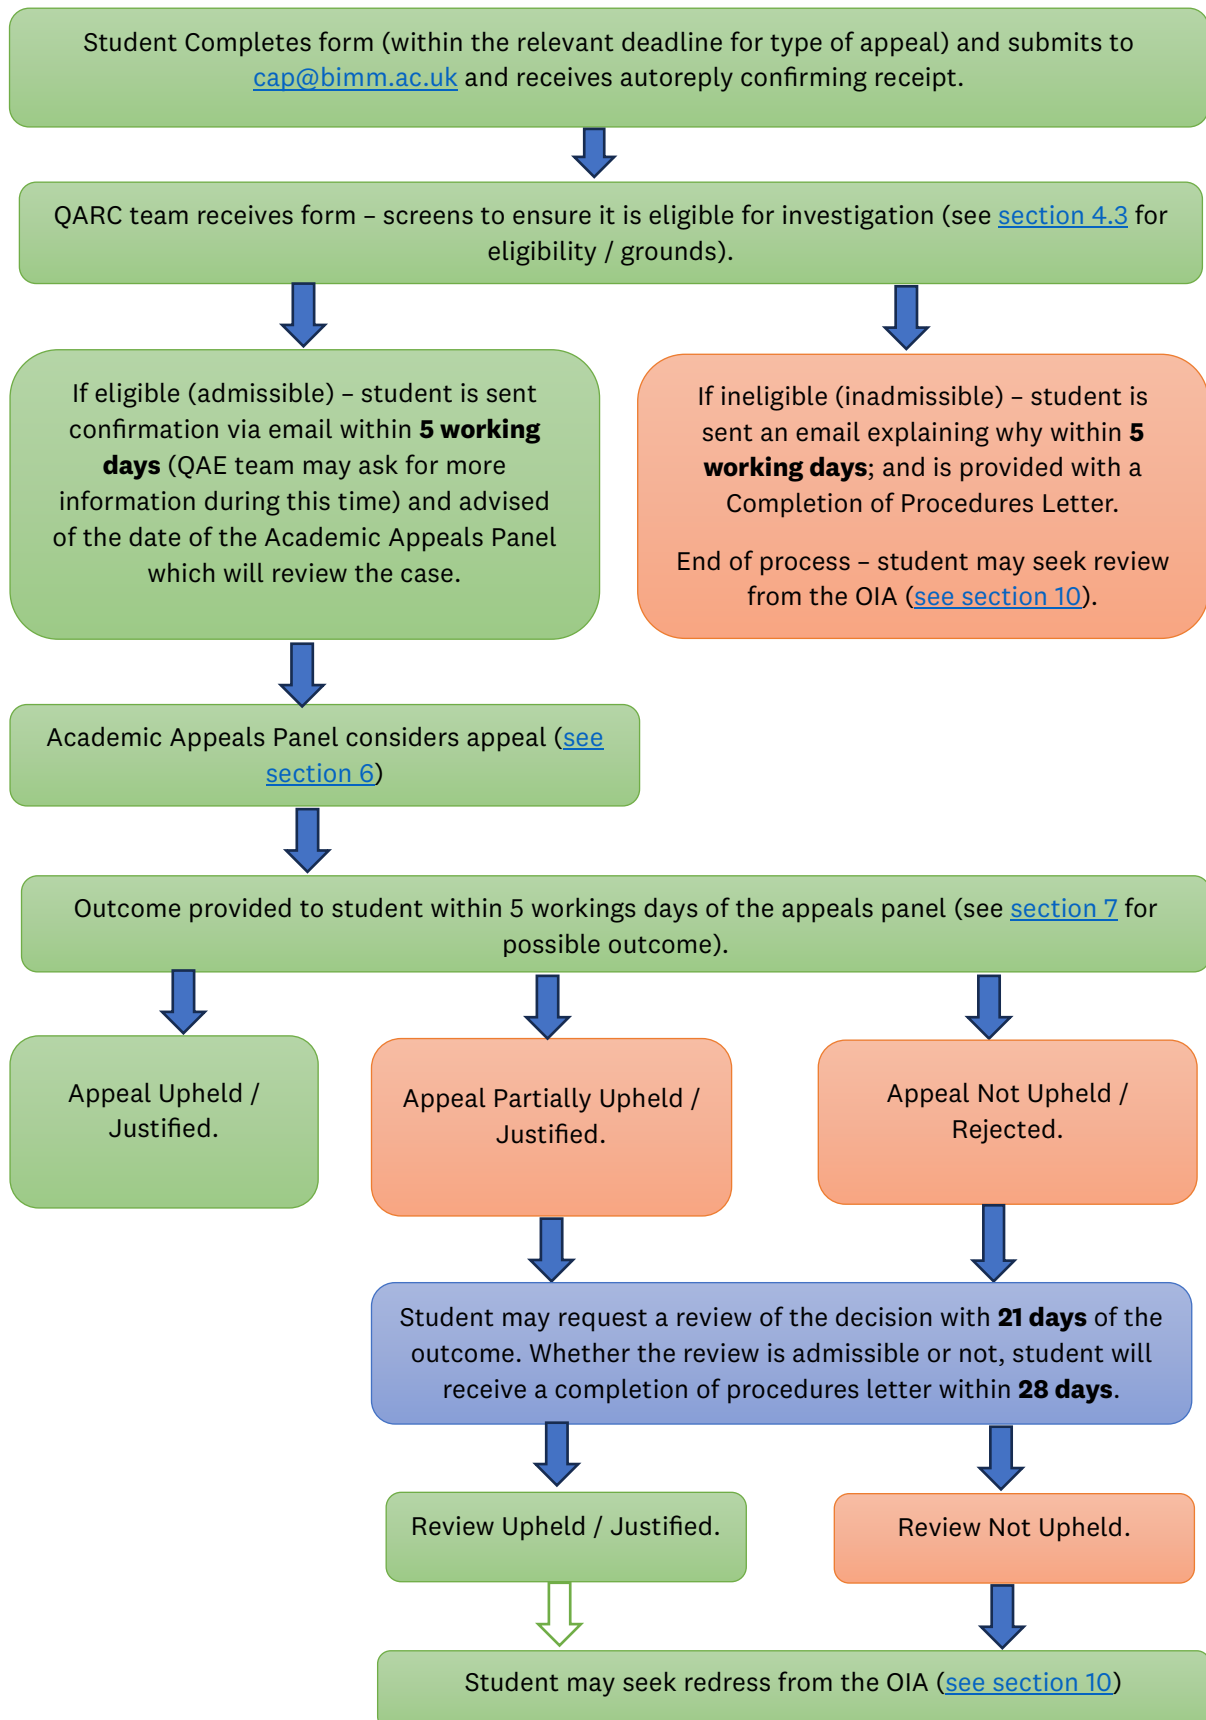 Student Completes form (within the relevant deadline for type of appeal) and submits to
cap@bimm.ac.uk and receives autoreply confirming receipt.
QARC team receives form – screens to ensure it is eligible for investigation (see section 4.3 for
eligibility / grounds).
If eligible (admissible) – student is sent
confirmation via email within 5 working
days (QAE team may ask for more
information during this time) and advised
of the date of the Academic Appeals Panel
which will review the case.
If ineligible (inadmissible) – student is
sent an email explaining why within 5
working days; and is provided with a
Completion of Procedures Letter.
End of process – student may seek review
from the OIA (see section 10).
Academic Appeals Panel considers appeal (see
section 6)
Outcome provided to student within 5 workings days of the appeals panel (see section 7 for
possible outcome).
Appeal Upheld /
Justified.
Appeal Partially Upheld /
Justified.
Appeal Not Upheld /
Rejected.
Student may request a review of the decision with 21 days of the
outcome. Whether the review is admissible or not, student will
receive a completion of procedures letter within 28 days.
Review Upheld / Justified.
Review Not Upheld.
Student may seek redress from the OIA (see section 10)